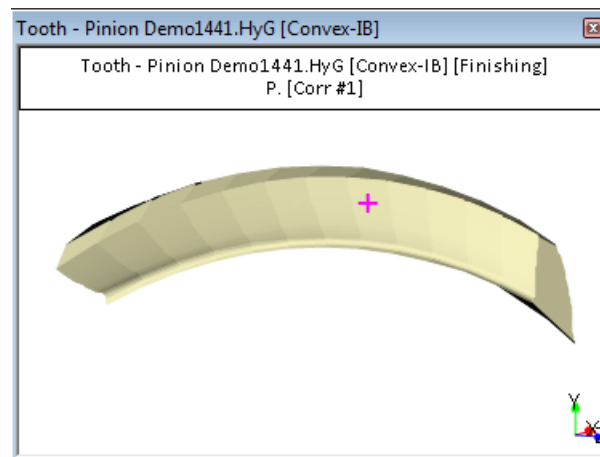 Tooth - Pinion Demo1441.HyG [Convex-IB]
Tooth - Pinion Demo1441.HyG [Convex-IB] [Finishing]
P. [Corr #1]
Y
X